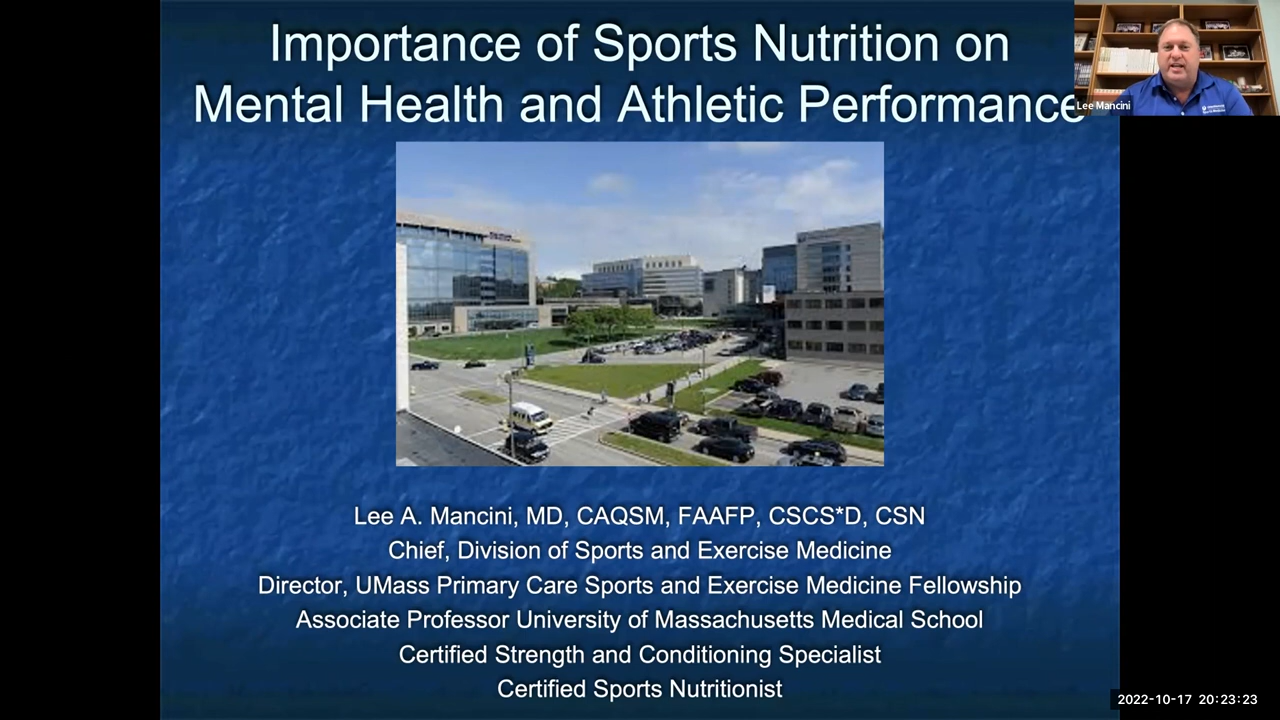 Importance of Sports Nutrition on
Mental Health and Athletic Performance
Lee Mancini
Lee A. Mancini, MD, CAQSM, FAAFP, CSCS*D, CSN
Chief, Division of Sports and Exercise Medicine
Director, UMass Primary Care Sports and Exercise Medicine Fellowship
Associate Professor University of Massachusetts Medical School
Certified Strength and Conditioning Specialist
Certified Sports Nutritionist
2022-10-17 20:23:23